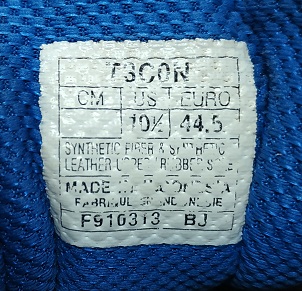 T3C0N
CM US EURO
10½ 44.5
SYNTHETIC FIBER & SYNTHETIC
LEATHER UPPER RUBBER SOLE
MADE IN INDONESIA
FABRIQUE EN INDONESIE
F910313 BJ